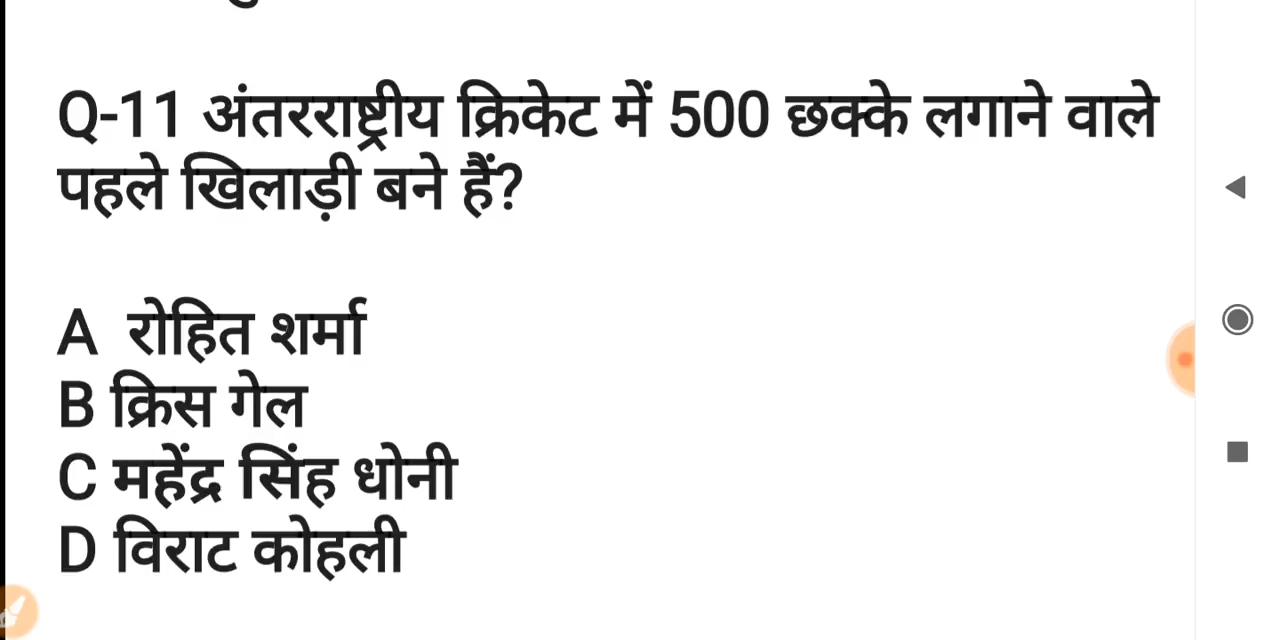 Q-11 अंतरराष्ट्रीय क्रिकेट में 500 छक्के लगाने वाले
पहले खिलाड़ी बने हैं?
A रोहित शर्मा
B क्रिस गेल
C महेंद्र सिंह धोनी
D विराट कोहली